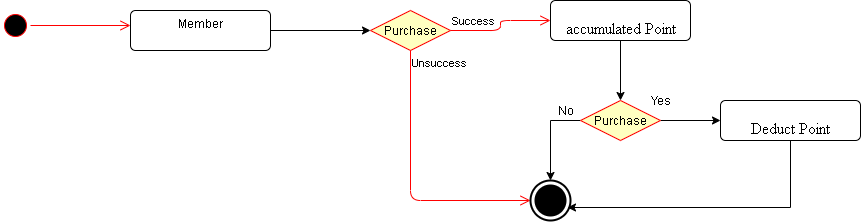 Member
Purchase
Success
accumulated Point
Unsuccess
Purchase
No
Yes
Deduct Point